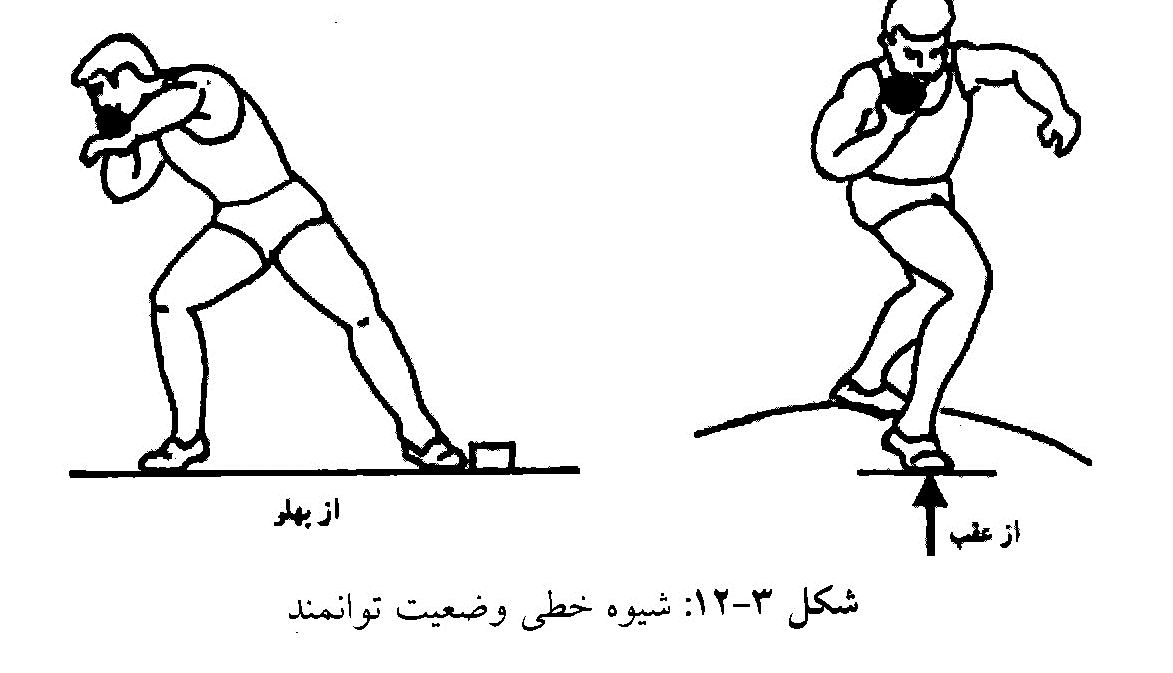 از پهلو
از عقب
شکل ۳-۱۲: شیوه خطی وضعیت توانمند